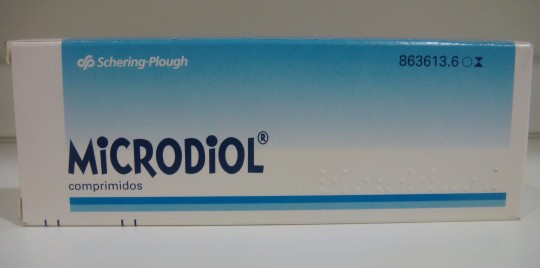 Schering-Plough
863613.6
MiCRODiOL®
comprimidos